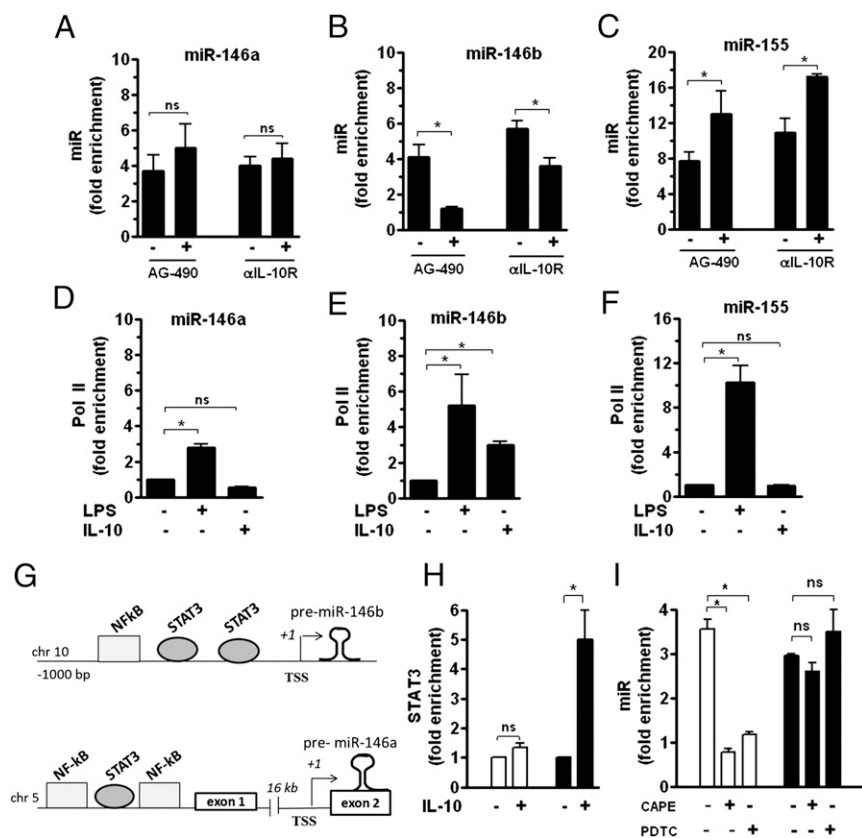 A
miR-146a
miR
(fold enrichment)
10
8
6
4
2
0
ns
ns
- +
- +
AG-490
αIL-10R
B
miR-146b
miR
(fold enrichment)
10
8
6
4
2
0
*
*
- +
- +
AG-490
αIL-10R
C
miR-155
miR
(fold enrichment)
20
16
12
8
4
0
*
*
- +
- +
AG-490
αIL-10R
D
miR-146a
Pol II
(fold enrichment)
10
8
6
4
2
0
ns
*
LPS - + -
IL-10 - - +
E
miR-146b
Pol II
(fold enrichment)
10
8
6
4
2
0
*
*
- + -
- - +
F
miR-155
Pol II
(fold enrichment)
16
12
8
4
0
ns
*
- + -
- - +
G
NFkB
STAT3
STAT3
pre-miR-146b
+1
chr 10
-1000 bp
TSS
NF-kB
STAT3
NF-kB
pre- miR-146a
+1
16 kb
chr 5
exon 1
exon 2
TSS
H
STAT3
(fold enrichment)
6
5
4
2
1
0
ns
*
IL-10 - + - +
I
miR
(fold enrichment)
5
4
3
2
1
0
*
*
ns
ns
CAPE - + - - + -
PDTC - - + - - +